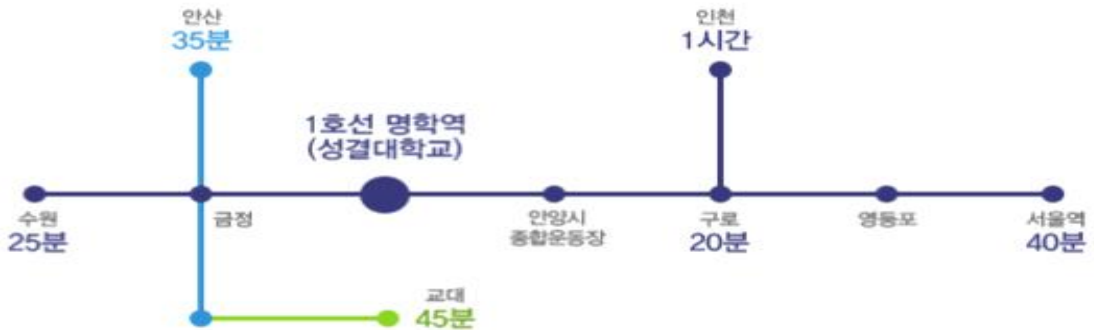 안산
35분
인천
1시간
1호선 명학역
(성결대학교)
수원
25분
금정
안양시
종합운동장
구로
20분
영등포
서울역
40분
교대
45분